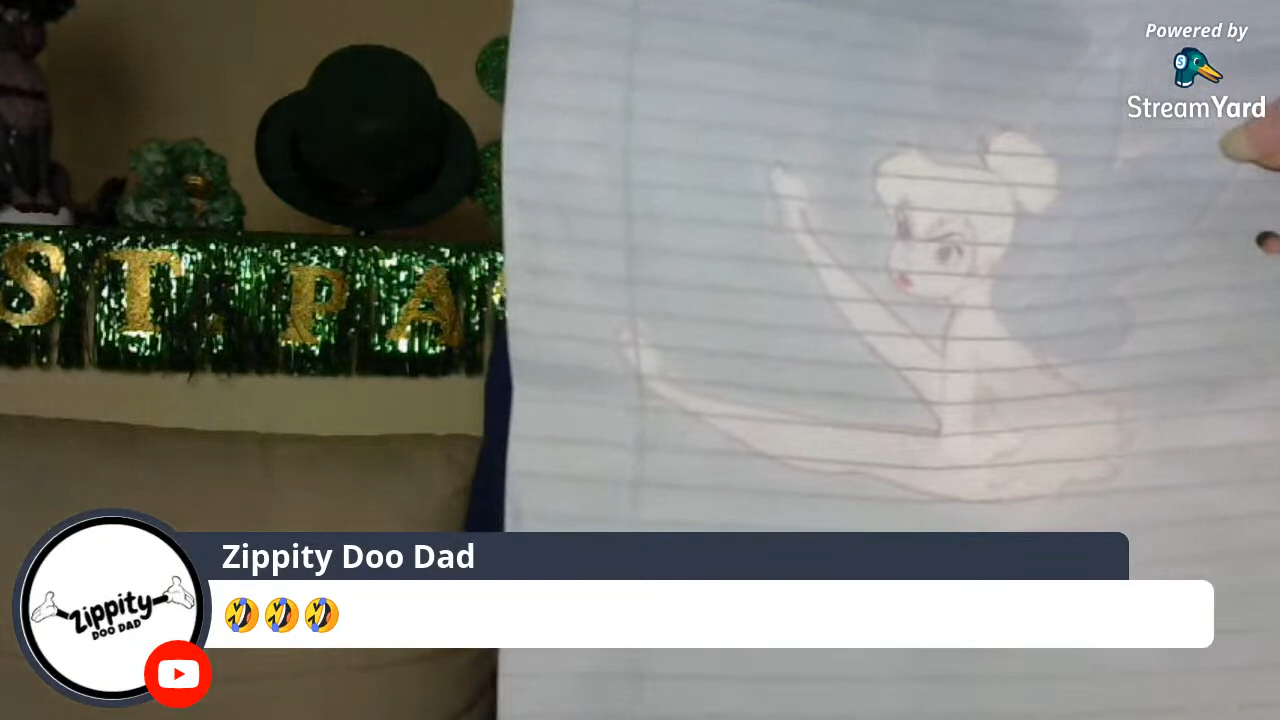 Powered by
StreamYard
ST. PA
Zippity Doo Dad
🤣🤣🤣
Zippity
DOO DAD